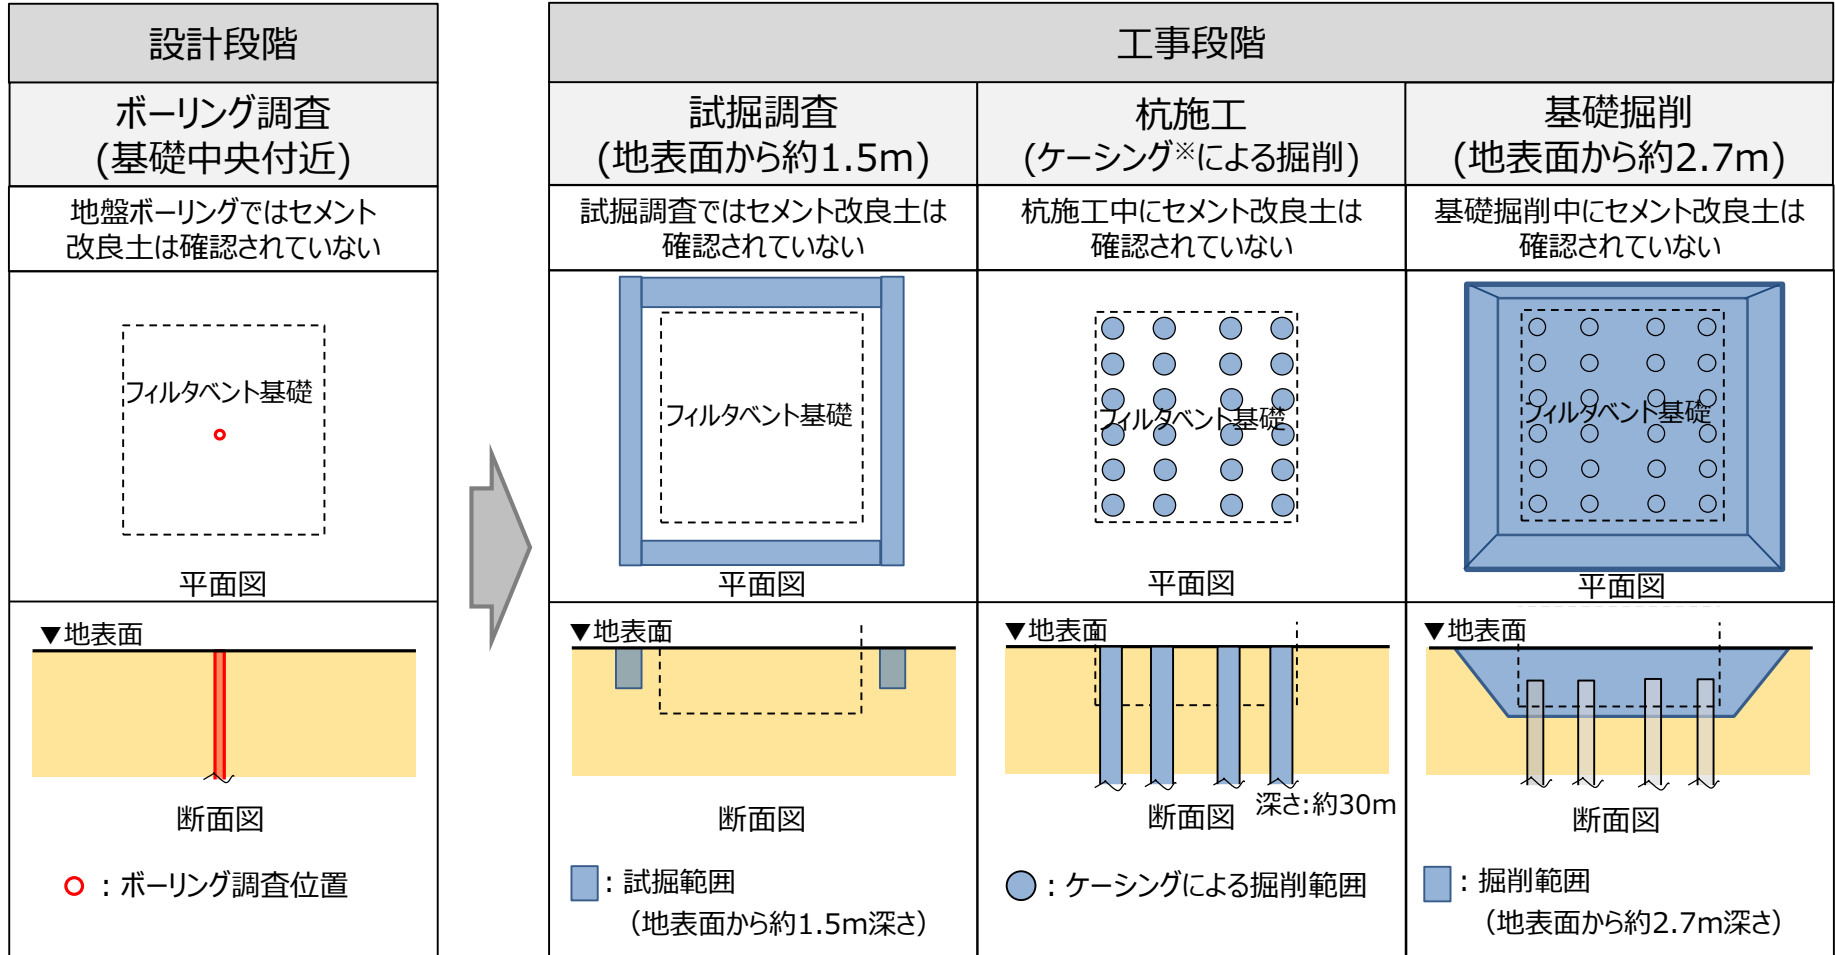 設計段階
ボーリング調査
(基礎中央付近)
地盤ボーリングではセメント
改良土は確認されていない
フィルタベント基礎
平面図
▼地表面
断面図
：ボーリング調査位置
工事段階
試掘調査
(地表面から約1.5m)
試掘調査ではセメント改良土は
確認されていない
フィルタベント基礎
平面図
▼地表面
断面図
：試掘範囲
（地表面から約1.5m深さ）
杭施工
(ケーシング※による掘削)
杭施工中にセメント改良土は
確認されていない
フィルタベント基礎
平面図
▼地表面
深さ:約30m
断面図
：ケーシングによる掘削範囲
基礎掘削
(地表面から約2.7m)
基礎掘削中にセメント改良土は
確認されていない
フィルタベント基礎
平面図
▼地表面
断面図
：掘削範囲
（地表面から約2.7m深さ）